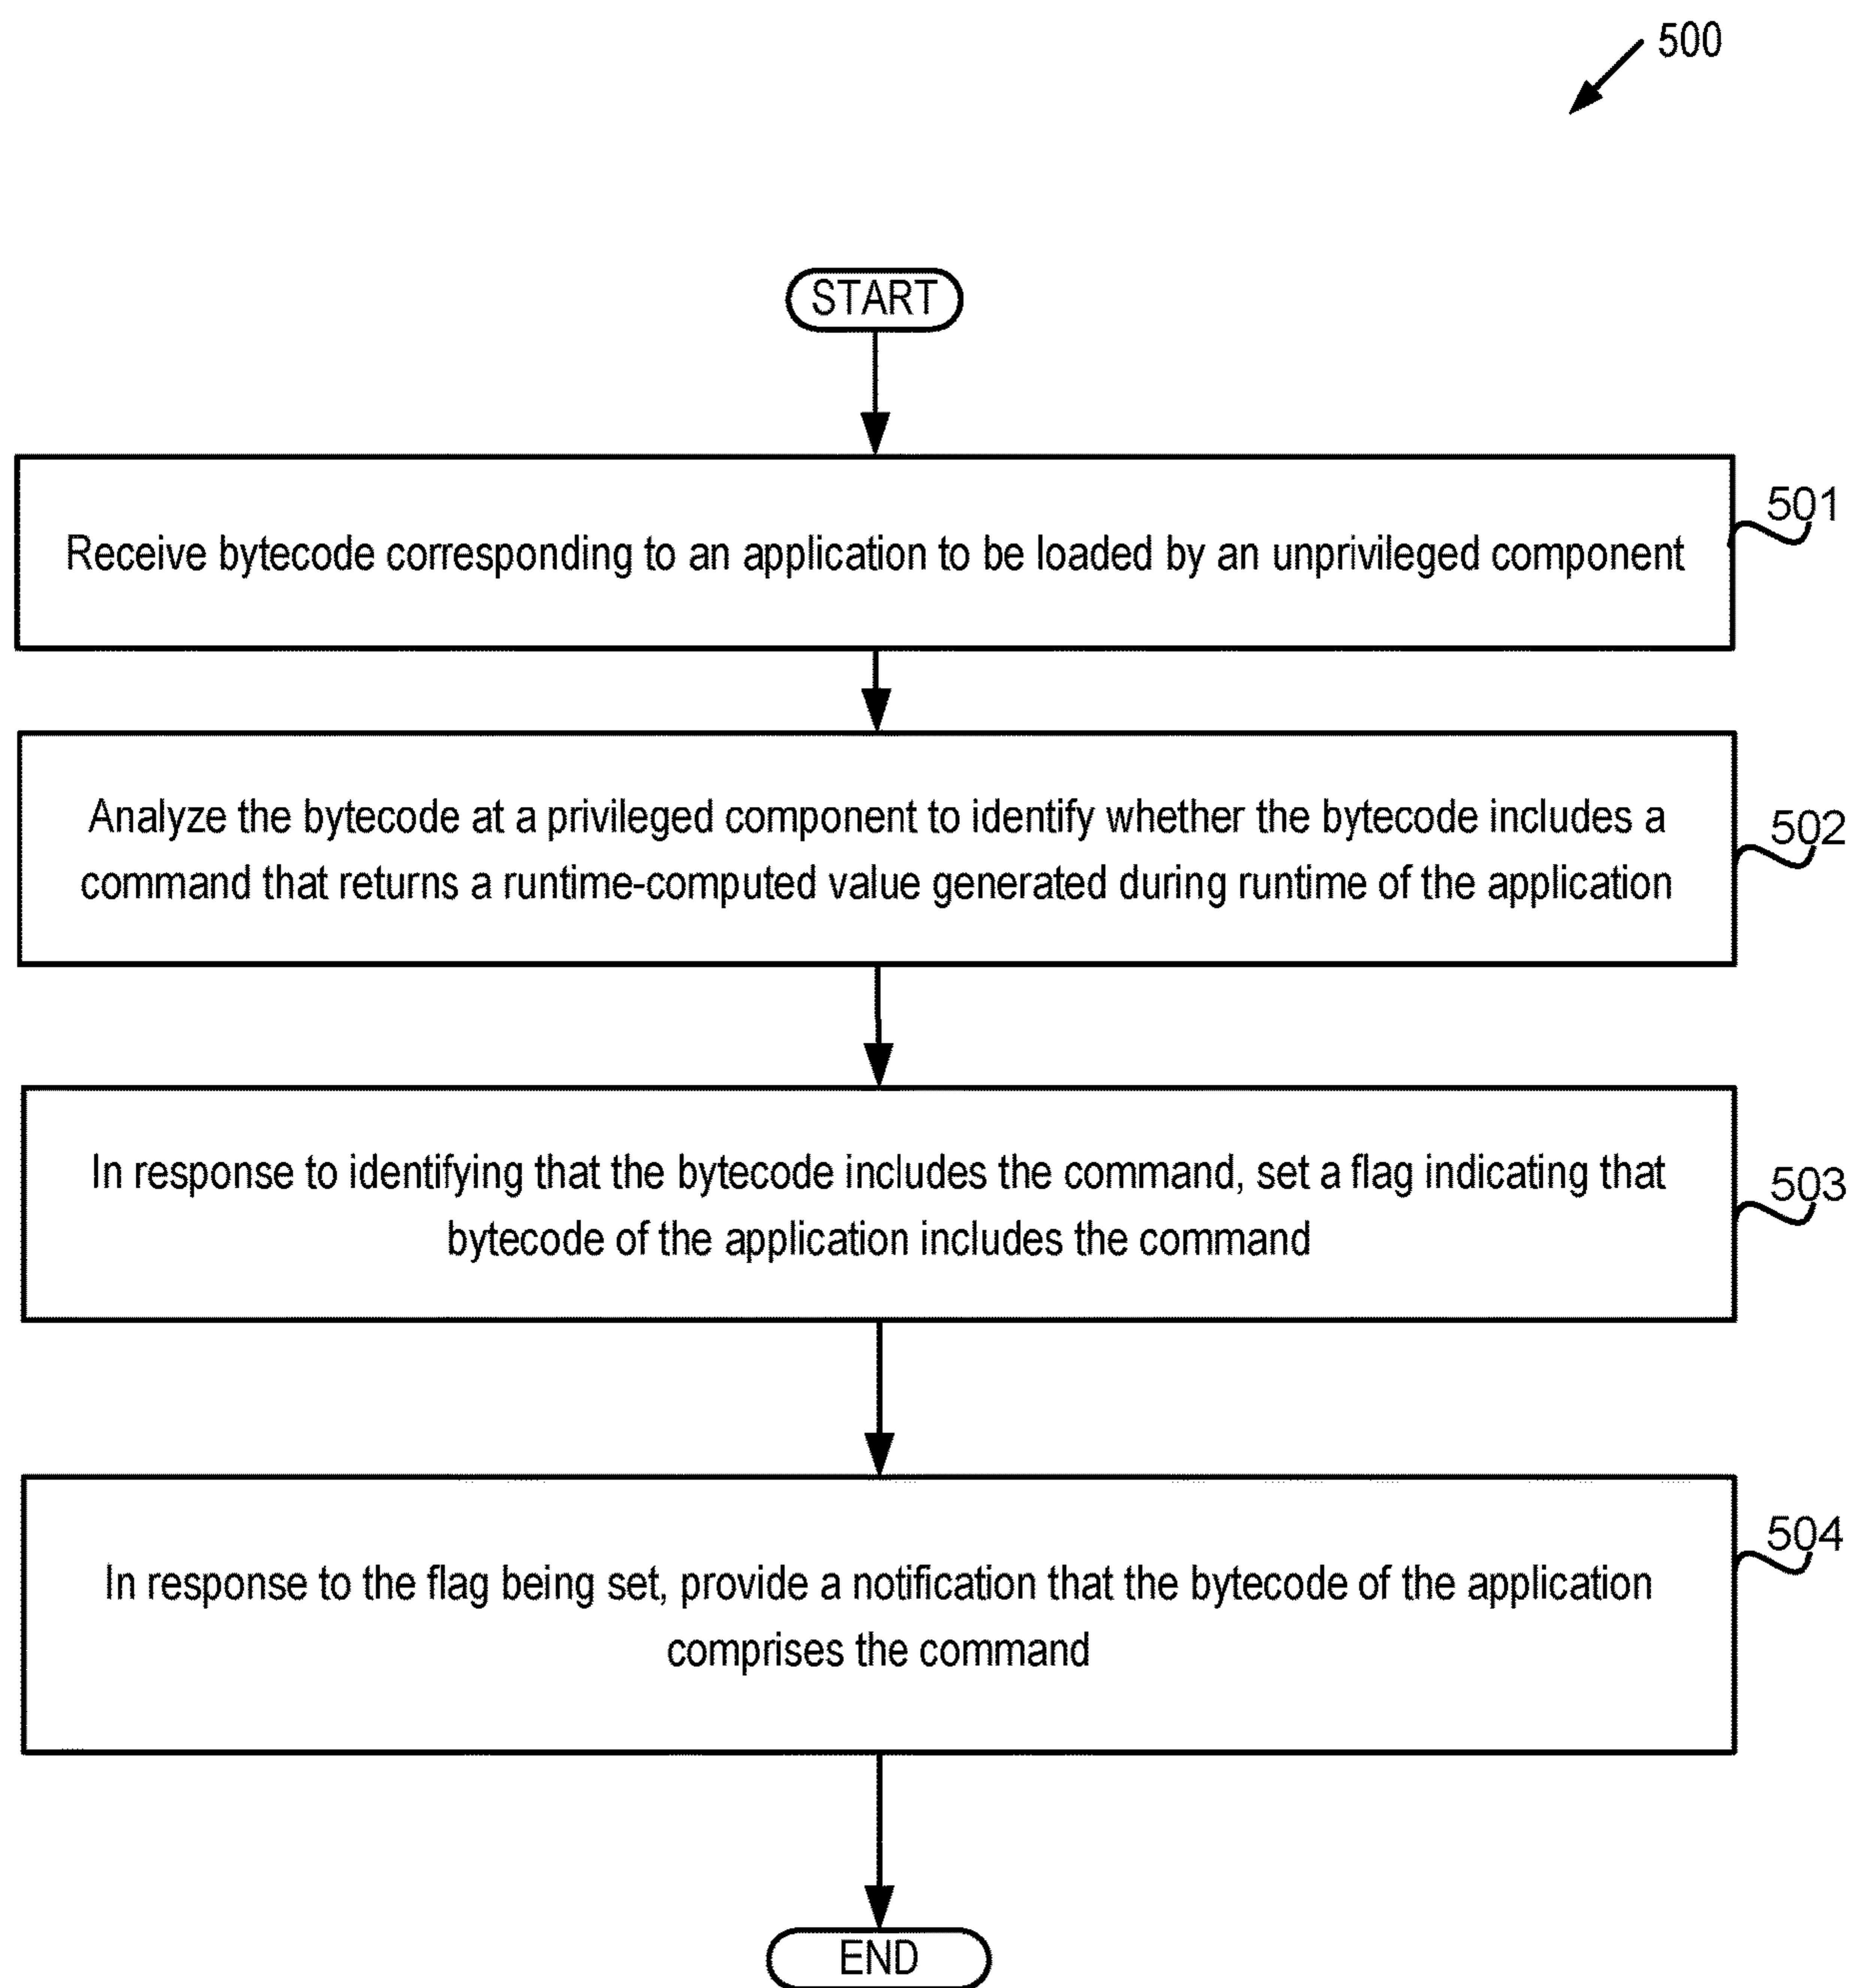 500
START
Receive bytecode corresponding to an application to be loaded by an unprivileged component
501
Analyze the bytecode at a privileged component to identify whether the bytecode includes a
command that returns a runtime-computed value generated during runtime of the application
502
In response to identifying that the bytecode includes the command, set a flag indicating that
bytecode of the application includes the command
503
In response to the flag being set, provide a notification that the bytecode of the application
comprises the command
504
END